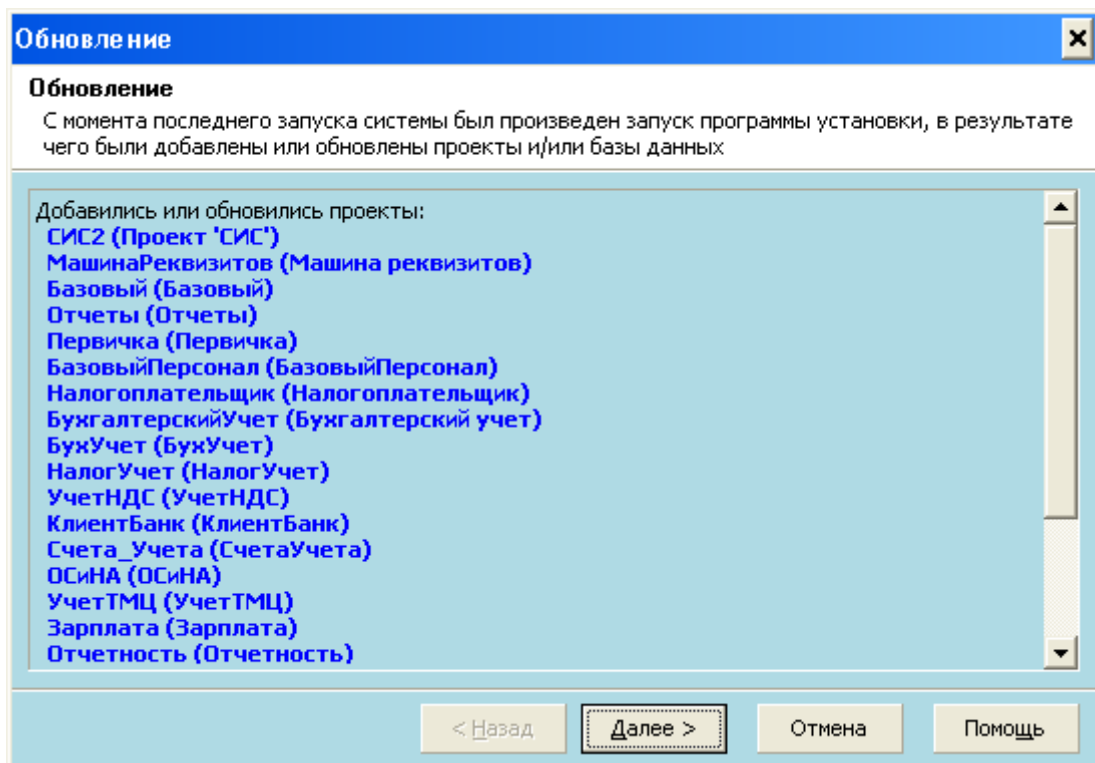 Обновление
Обновление
С момента последнего запуска системы был произведен запуск программы установки, в результате
чего были добавлены или обновлены проекты и/или базы данных
Добавились или обновились проекты:
СИС2 (Проект 'СИС')
МашинаРеквизитов (Машина реквизитов)
Базовый (Базовый)
Отчеты (Отчеты)
Первичка (Первичка)
БазовыйПерсонал (БазовыйПерсонал)
Налогоплательщик (Налогоплательщик)
БухгалтерскийУчет (Бухгалтерский учет)
БухУчет (БухУчет)
НалогУчет (НалогУчет)
УчетНДС (УчетНДС)
КлиентБанк (КлиентБанк)
Счета_Учета (СчетаУчета)
ОСиНА (ОСиНА)
УчетТМЦ (УчетТМЦ)
Зарплата (Зарплата)
Отчетность (Отчетность)
< Назад Далее > Отмена Помощь